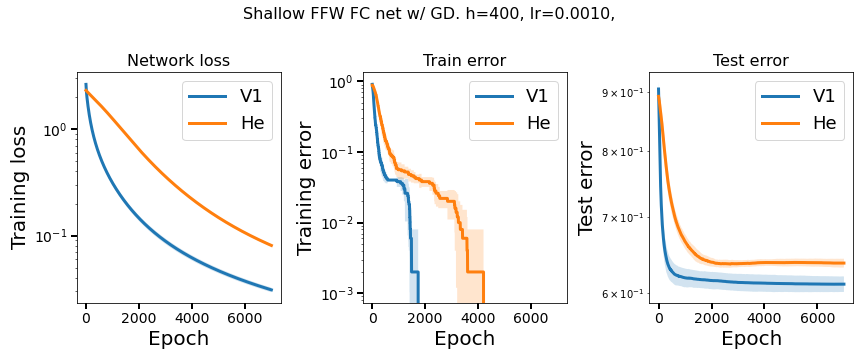 Shallow FFW FC net w/ GD. h=400, lr=0.0010,
Network loss
Training loss
10⁰
10⁻¹
V1
He
0 2000 4000 6000
Epoch
Train error
Training error
10⁰
10⁻¹
10⁻²
10⁻³
V1
He
0 2000 4000 6000
Epoch
Test error
Test error
9 × 10⁻¹
8 × 10⁻¹
7 × 10⁻¹
6 × 10⁻¹
V1
He
0 2000 4000 6000
Epoch